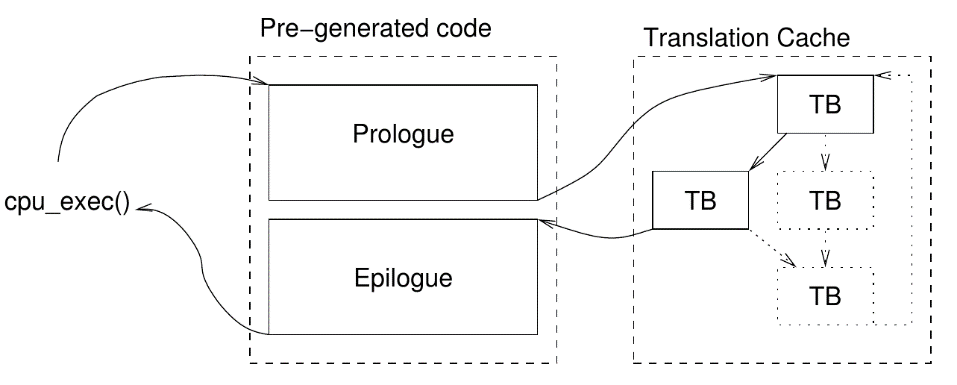 Pre-generated code
Translation Cache
Prologue
TB
cpu_exec()
TB
TB
Epilogue
TB